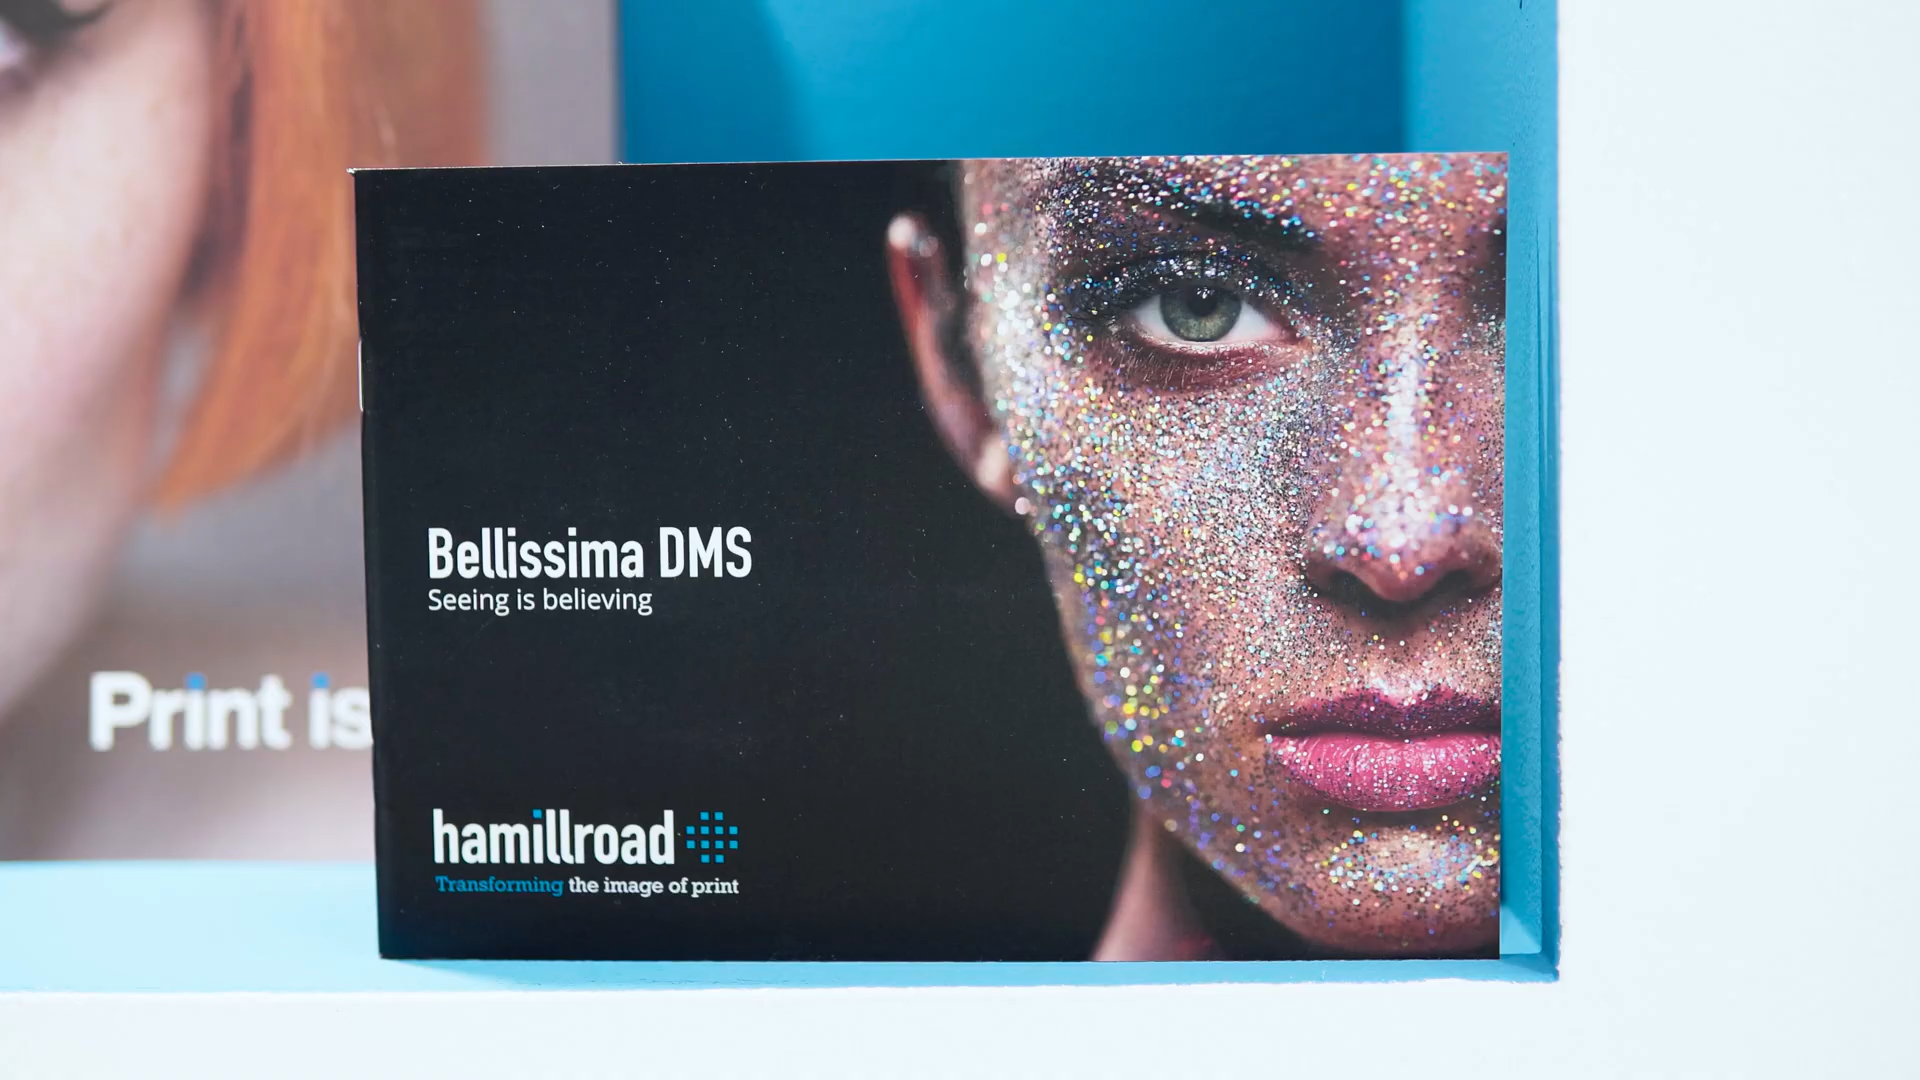 Bellissima DMS
Seeing is believing
Print is
hamillroad
Transforming the image of print